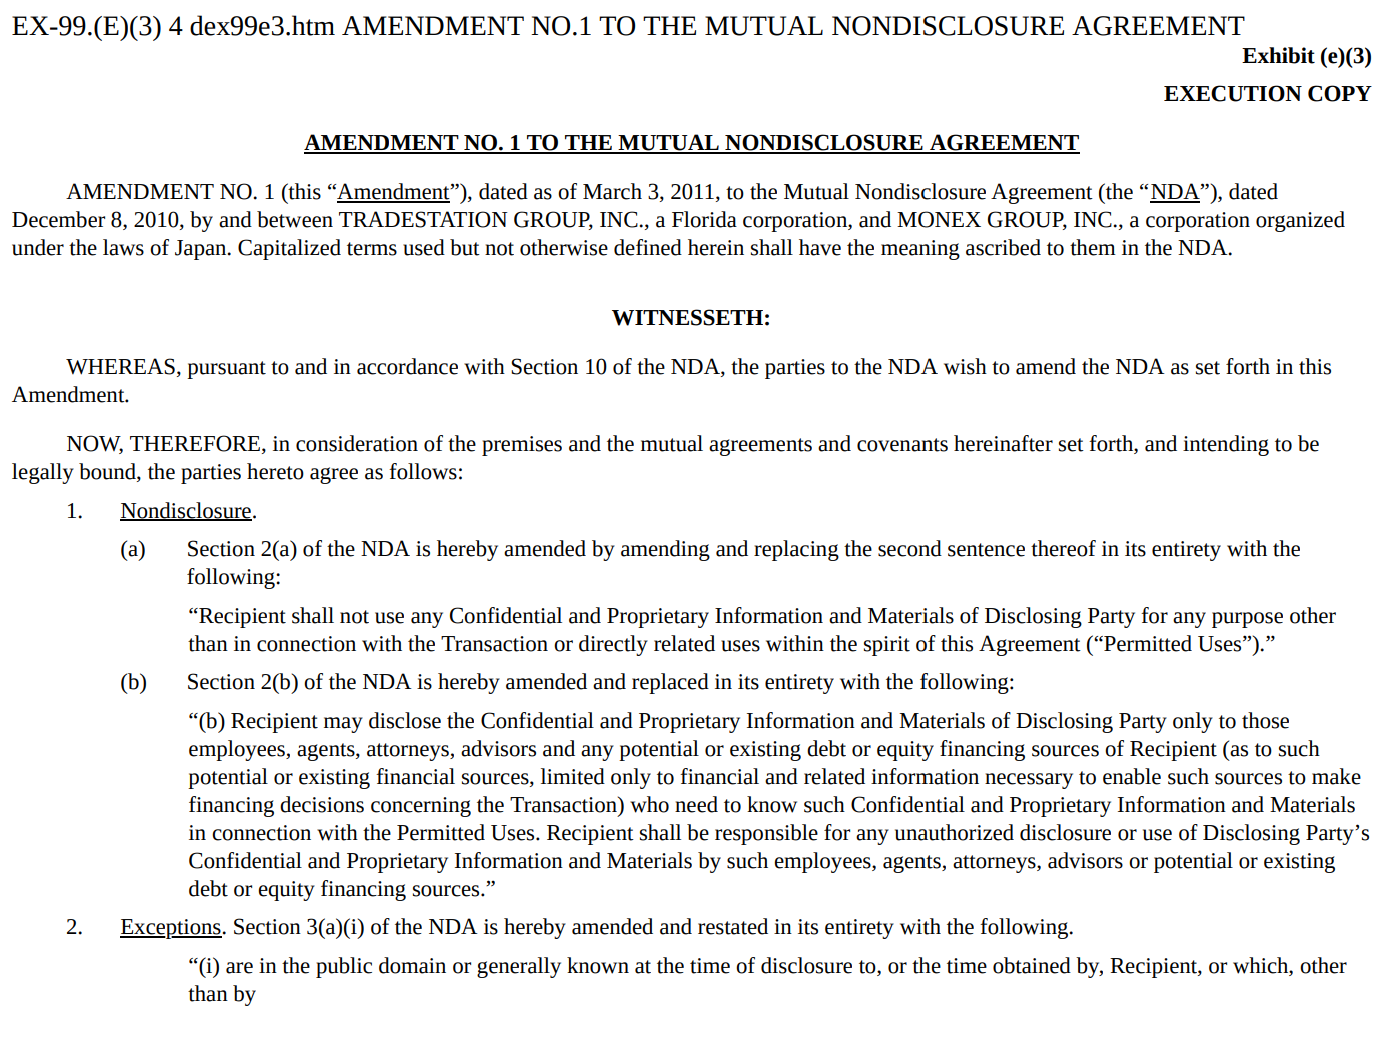 EX-99.(E)(3) 4 dex99e3.htm AMENDMENT NO.1 TO THE MUTUAL NONDISCLOSURE AGREEMENT
Exhibit (e)(3)
EXECUTION COPY
AMENDMENT NO. 1 TO THE MUTUAL NONDISCLOSURE AGREEMENT
AMENDMENT NO. 1 (this “Amendment”), dated as of March 3, 2011, to the Mutual Nondisclosure Agreement (the “NDA”), dated
December 8, 2010, by and between TRADESTATION GROUP, INC., a Florida corporation, and MONEX GROUP, INC., a corporation organized
under the laws of Japan. Capitalized terms used but not otherwise defined herein shall have the meaning ascribed to them in the NDA.
WITNESSETH:
WHEREAS, pursuant to and in accordance with Section 10 of the NDA, the parties to the NDA wish to amend the NDA as set forth in this
Amendment.
NOW, THEREFORE, in consideration of the premises and the mutual agreements and covenants hereinafter set forth, and intending to be
legally bound, the parties hereto agree as follows:
1. Nondisclosure.
(a) Section 2(a) of the NDA is hereby amended by amending and replacing the second sentence thereof in its entirety with the
following:
“Recipient shall not use any Confidential and Proprietary Information and Materials of Disclosing Party for any purpose other
than in connection with the Transaction or directly related uses within the spirit of this Agreement (“Permitted Uses”).”
(b) Section 2(b) of the NDA is hereby amended and replaced in its entirety with the following:
“(b) Recipient may disclose the Confidential and Proprietary Information and Materials of Disclosing Party only to those
employees, agents, attorneys, advisors and any potential or existing debt or equity financing sources of Recipient (as to such
potential or existing financial sources, limited only to financial and related information necessary to enable such sources to make
financing decisions concerning the Transaction) who need to know such Confidential and Proprietary Information and Materials
in connection with the Permitted Uses. Recipient shall be responsible for any unauthorized disclosure or use of Disclosing Party’s
Confidential and Proprietary Information and Materials by such employees, agents, attorneys, advisors or potential or existing
debt or equity financing sources.”
2. Exceptions. Section 3(a)(i) of the NDA is hereby amended and restated in its entirety with the following.
“(i) are in the public domain or generally known at the time of disclosure to, or the time obtained by, Recipient, or which, other
than by